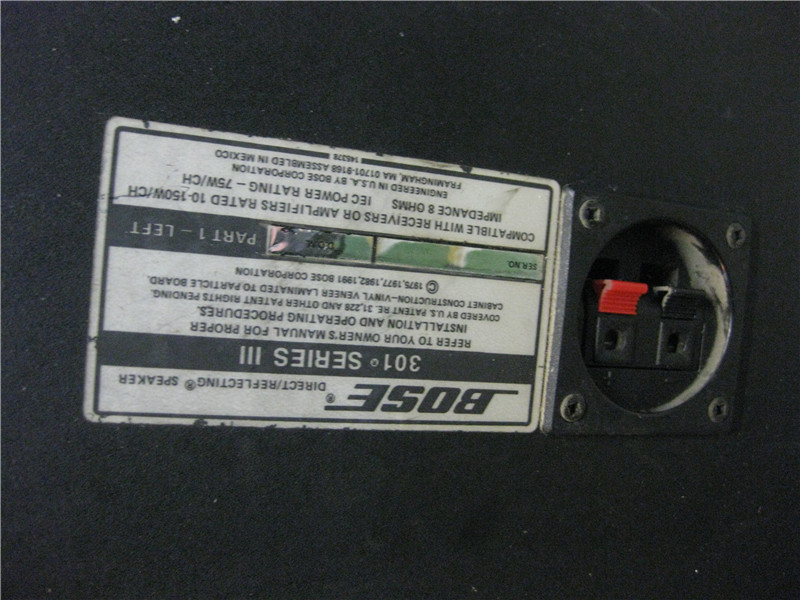 BOSE® DIRECT/REFLECTING® SPEAKER
301® SERIES III
REFER TO YOUR OWNER'S MANUAL FOR PROPER
INSTALLATION AND OPERATING PROCEDURES.
COVERED BY U.S. PATENT RE. 31,228 AND OTHER PATENT RIGHTS PENDING.
CABINET CONSTRUCTION–VINYL VENEER LAMINATED TO PARTICLE BOARD.
© 1975,1977,1982,1991 BOSE CORPORATION
SER.NO. PART 1 – LEFT
COMPATIBLE WITH RECEIVERS OR AMPLIFIERS RATED 10-150W/CH
IMPEDANCE 8 OHMS IEC POWER RATING – 75W/CH
ENGINEERED IN U.S.A. BY BOSE CORPORATION
FRAMINGHAM, MA 01701-9168 ASSEMBLED IN MEXICO